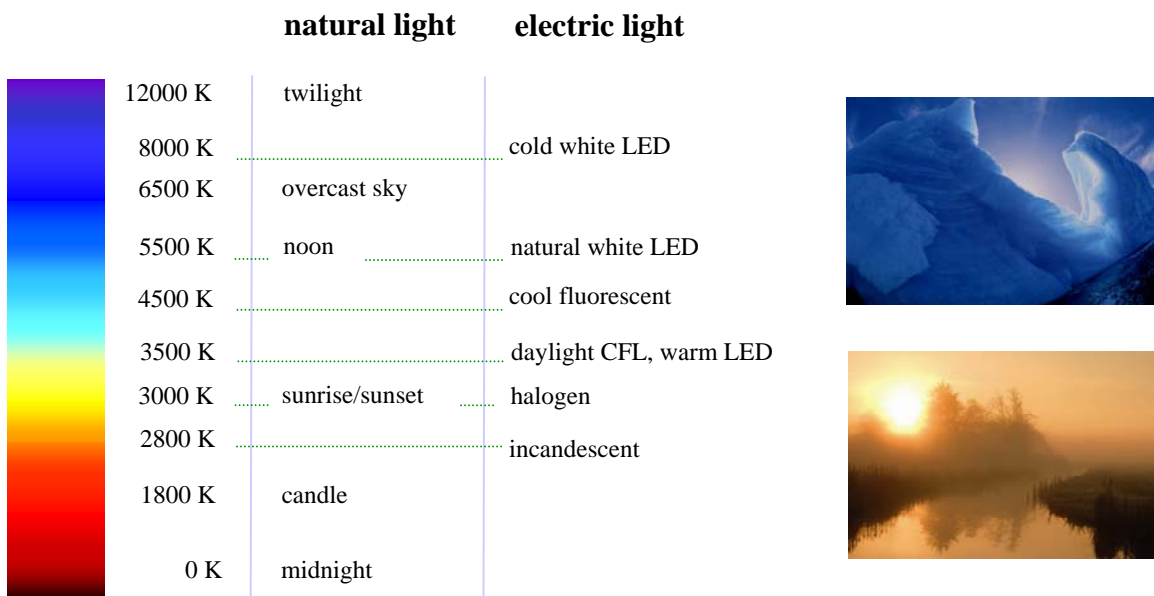 natural light electric light
12000 K twilight
8000 K cold white LED
6500 K overcast sky
5500 K noon natural white LED
4500 K cool fluorescent
3500 K daylight CFL, warm LED
3000 K sunrise/sunset halogen
2800 K incandescent
1800 K candle
0 K midnight